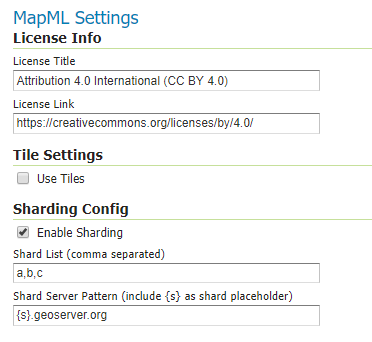 MapML Settings
License Info
License Title
Attribution 4.0 International (CC BY 4.0)
License Link
https://creativecommons.org/licenses/by/4.0/
Tile Settings
Use Tiles
Sharding Config
Enable Sharding
Shard List (comma separated)
a,b,c
Shard Server Pattern (include {s} as shard placeholder)
{s}.geoserver.org